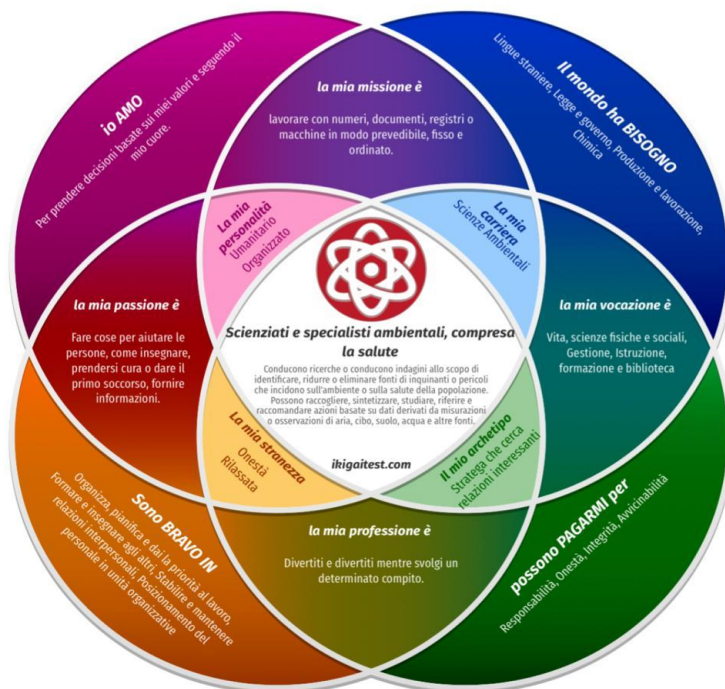 io AMO
Per prendere decisioni basate sui miei valori e seguendo il
mio cuore.
la mia missione è
lavorare con numeri, documenti, registri o
macchine in modo prevedibile, fisso e
ordinato.
Il mondo ha BISOGNO
Lingue straniere, Legge e governo, Produzione e lavorazione,
Chimica
La mia
personalità
Umanitario
Organizzato
La mia
carriera
Scienze Ambientali
la mia passione è
Fare cose per aiutare le
persone, come insegnare,
prendersi cura o dare il
primo soccorso, fornire
informazioni.
Scienziati e specialisti ambientali, compresa
la salute
Conducono ricerche o conducono indagini allo scopo di
identificare, ridurre o eliminare fonti di inquinanti o pericoli
che incidono sull'ambiente o sulla salute della popolazione.
Possono raccogliere, sintetizzare, studiare, riferire e
raccomandare azioni basate su dati derivati da misurazioni
o osservazioni di aria, cibo, suolo, acqua e altre fonti.
ikigaitest.com
la mia vocazione è
Vita, scienze fisiche e sociali,
Gestione, Istruzione,
formazione e biblioteca
La mia stranezza
Onestà
Rilassata
Il mio archetipo
Stratega che cerca
relazioni interessanti
Sono BRAVO IN
Organizza, pianifica e dai la priorità al lavoro,
Formare e insegnare agli altri, Stabilire e mantenere
relazioni interpersonali, Posizionamento del
personale in unità organizzative
la mia professione è
Divertiti e divertiti mentre svolgi un
determinato compito.
possono PAGARMI per
Responsabilità, Onestà, Integrità, Avvicinabilità